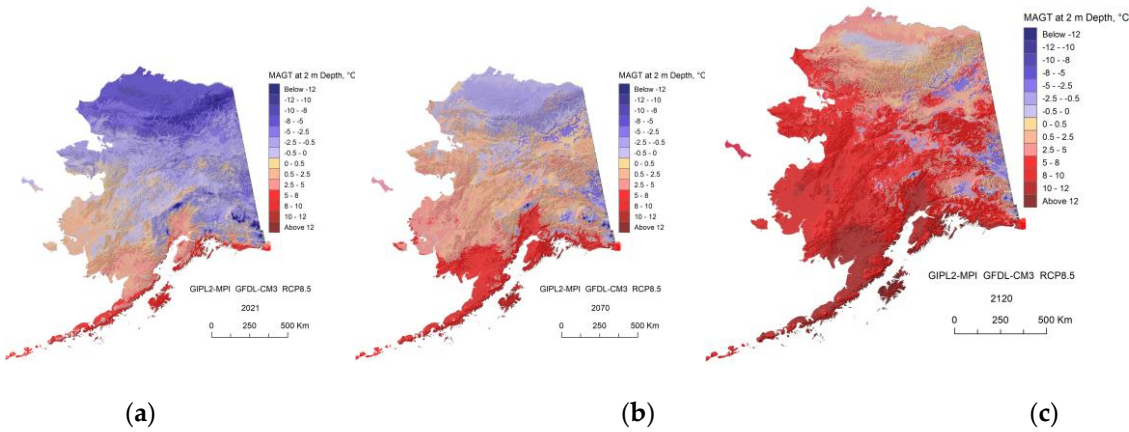 MAGT at 2 m Depth, °C
Below -12
-12 - -10
-10 - -8
-8 - -5
-5 - -2.5
-2.5 - -0.5
-0.5 - 0
0 - 0.5
0.5 - 2.5
2.5 - 5
5 - 8
8 - 10
10 - 12
Above 12
GIPL2-MPI GFDL-CM3 RCP8.5
2021
0 250 500 Km
(a)
MAGT at 2 m Depth, °C
Below -12
-12 - -10
-10 - -8
-8 - -5
-5 - -2.5
-2.5 - -0.5
-0.5 - 0
0 - 0.5
0.5 - 2.5
2.5 - 5
5 - 8
8 - 10
10 - 12
Above 12
GIPL2-MPI GFDL-CM3 RCP8.5
2070
0 250 500 Km
(b)
MAGT at 2 m Depth, °C
Below -12
-12 - -10
-10 - -8
-8 - -5
-5 - -2.5
-2.5 - -0.5
-0.5 - 0
0 - 0.5
0.5 - 2.5
2.5 - 5
5 - 8
8 - 10
10 - 12
Above 12
GIPL2-MPI GFDL-CM3 RCP8.5
2120
0 250 500 Km
(c)